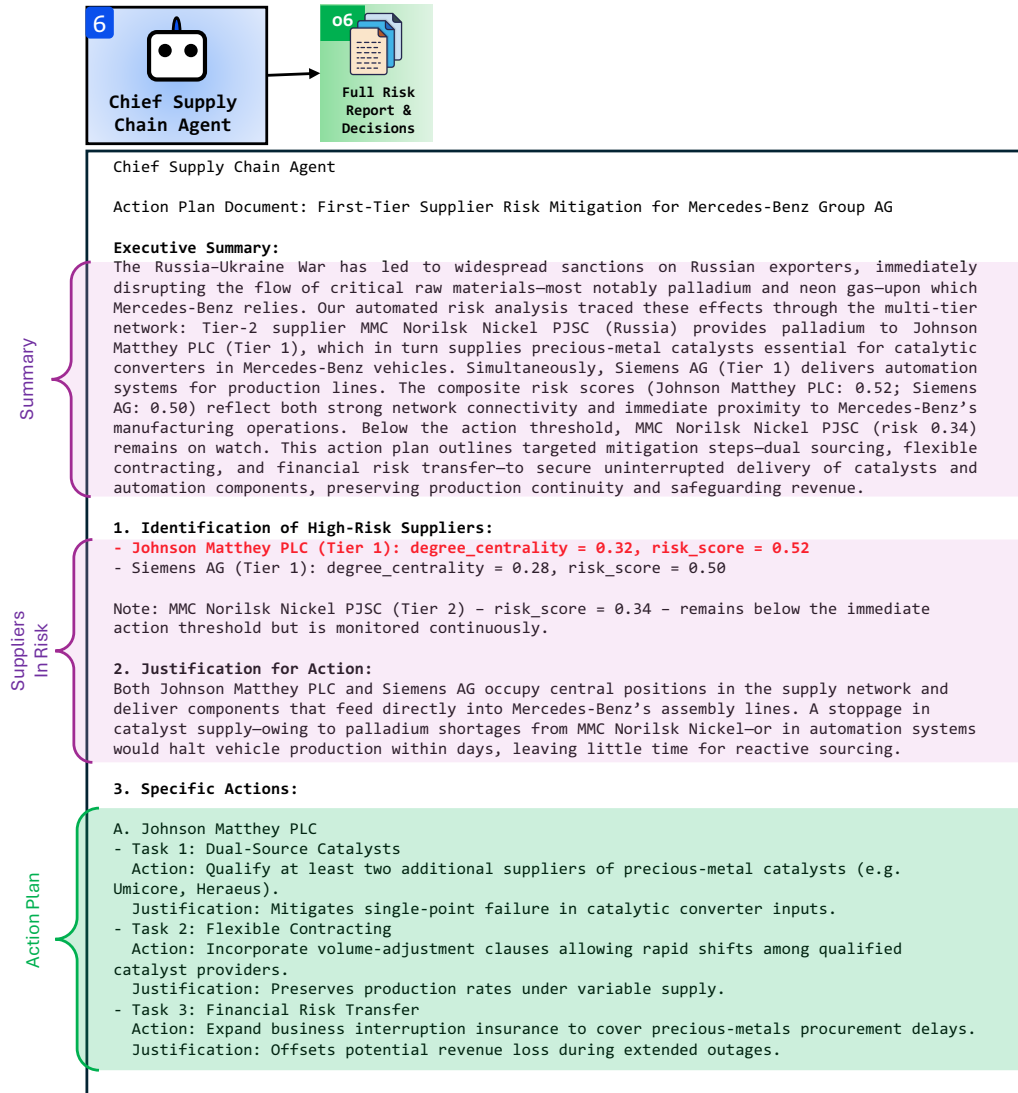 6
Chief Supply
Chain Agent
o6
Full Risk
Report &
Decisions
Chief Supply Chain Agent
Action Plan Document: First-Tier Supplier Risk Mitigation for Mercedes-Benz Group AG
Executive Summary:
The Russia–Ukraine War has led to widespread sanctions on Russian exporters, immediately
disrupting the flow of critical raw materials—most notably palladium and neon gas—upon which
Mercedes-Benz relies. Our automated risk analysis traced these effects through the multi-tier
network: Tier-2 supplier MMC Norilsk Nickel PJSC (Russia) provides palladium to Johnson
Matthey PLC (Tier 1), which in turn supplies precious-metal catalysts essential for catalytic
converters in Mercedes-Benz vehicles. Simultaneously, Siemens AG (Tier 1) delivers automation
systems for production lines. The composite risk scores (Johnson Matthey PLC: 0.52; Siemens
AG: 0.50) reflect both strong network connectivity and immediate proximity to Mercedes-Benz's
manufacturing operations. Below the action threshold, MMC Norilsk Nickel PJSC (risk 0.34)
remains on watch. This action plan outlines targeted mitigation steps—dual sourcing, flexible
contracting, and financial risk transfer—to secure uninterrupted delivery of catalysts and
automation components, preserving production continuity and safeguarding revenue.
Summary
1. Identification of High-Risk Suppliers:
- Johnson Matthey PLC (Tier 1): degree_centrality = 0.32, risk_score = 0.52
- Siemens AG (Tier 1): degree_centrality = 0.28, risk_score = 0.50
Note: MMC Norilsk Nickel PJSC (Tier 2) – risk_score = 0.34 – remains below the immediate
action threshold but is monitored continuously.
Suppliers
In Risk
2. Justification for Action:
Both Johnson Matthey PLC and Siemens AG occupy central positions in the supply network and
deliver components that feed directly into Mercedes-Benz's assembly lines. A stoppage in
catalyst supply—owing to palladium shortages from MMC Norilsk Nickel—or in automation systems
would halt vehicle production within days, leaving little time for reactive sourcing.
3. Specific Actions:
A. Johnson Matthey PLC
- Task 1: Dual-Source Catalysts
Action: Qualify at least two additional suppliers of precious-metal catalysts (e.g.
Umicore, Heraeus).
Justification: Mitigates single-point failure in catalytic converter inputs.
- Task 2: Flexible Contracting
Action: Incorporate volume-adjustment clauses allowing rapid shifts among qualified
catalyst providers.
Justification: Preserves production rates under variable supply.
- Task 3: Financial Risk Transfer
Action: Expand business interruption insurance to cover precious-metals procurement delays.
Justification: Offsets potential revenue loss during extended outages.
Action Plan